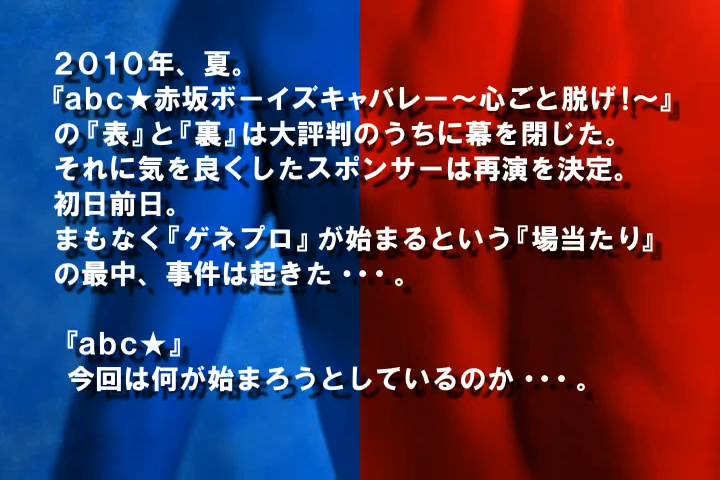 ２０１０年、夏。
『ａｂｃ★赤坂ボーイズキャバレー～心ごと脱げ！～』
の『表』と『裏』は大評判のうちに幕を閉じた。
それに気を良くしたスポンサーは再演を決定。
初日前日。
まもなく『ゲネプロ』が始まるという『場当たり』
の最中、事件は起きた・・・。
『ａｂｃ★』
今回は何が始まろうとしているのか・・・。